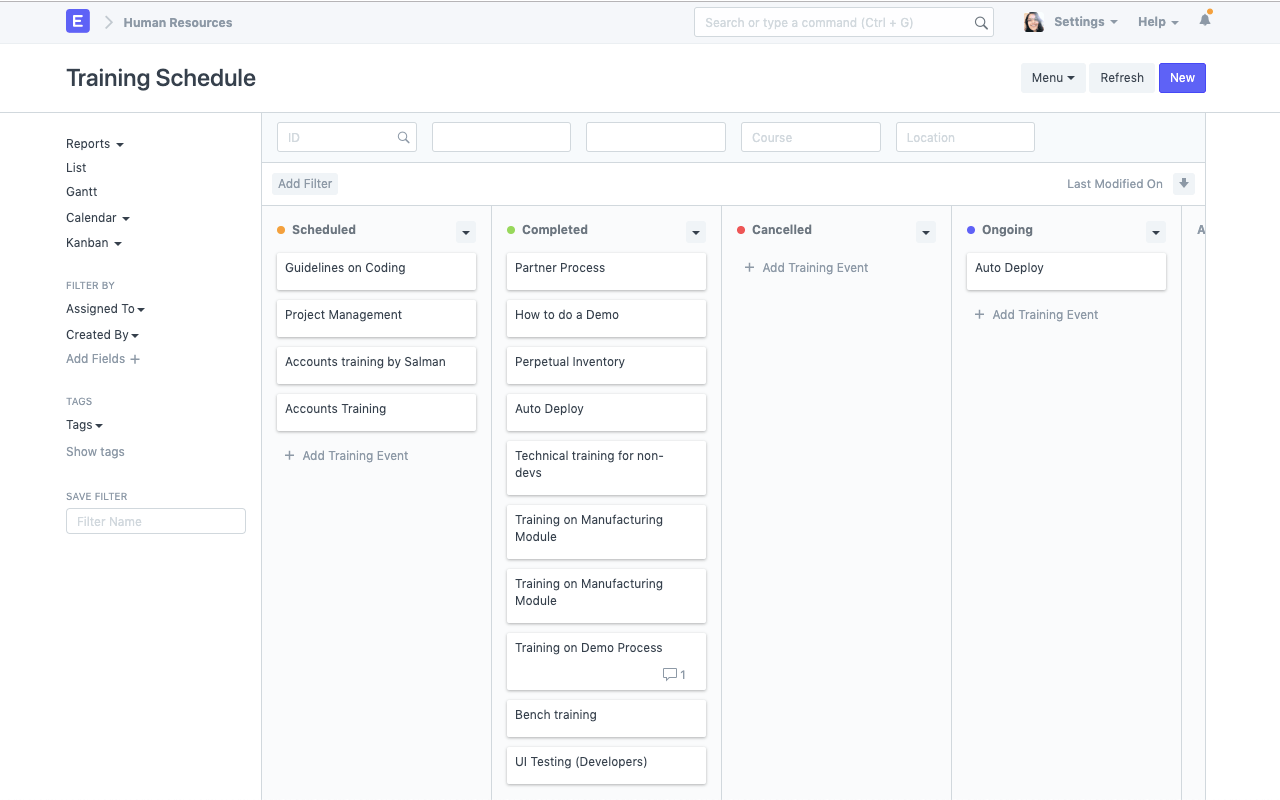 E
Human Resources
Search or type a command (Ctrl + G)
Settings
Help
Training Schedule
Menu
Refresh
New
Reports
List
Gantt
Calendar
Kanban
FILTER BY
Assigned To
Created By
Add Fields +
TAGS
Tags
Show tags
SAVE FILTER
Filter Name
ID
Course
Location
Add Filter
Last Modified On
Scheduled
Guidelines on Coding
Project Management
Accounts training by Salman
Accounts Training
+ Add Training Event
Completed
Partner Process
How to do a Demo
Perpetual Inventory
Auto Deploy
Technical training for non-
devs
Training on Manufacturing
Module
Training on Manufacturing
Module
Training on Demo Process
1
Bench training
UI Testing (Developers)
Cancelled
+ Add Training Event
Ongoing
Auto Deploy
+ Add Training Event
A